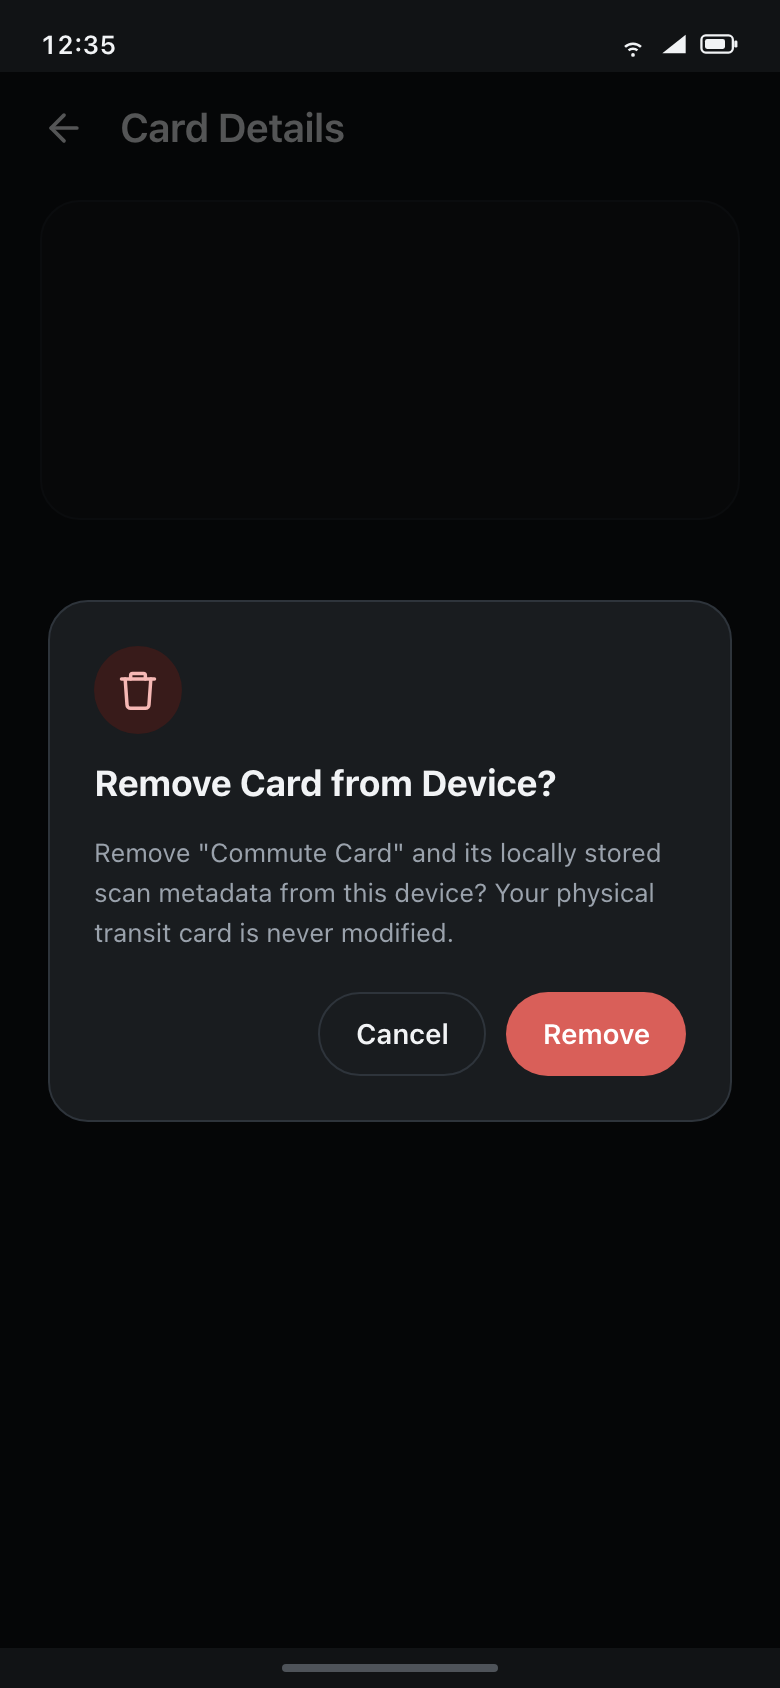 12:35
Card Details
Remove Card from Device?
Remove "Commute Card" and its locally stored
scan metadata from this device? Your physical
transit card is never modified.
Cancel
Remove